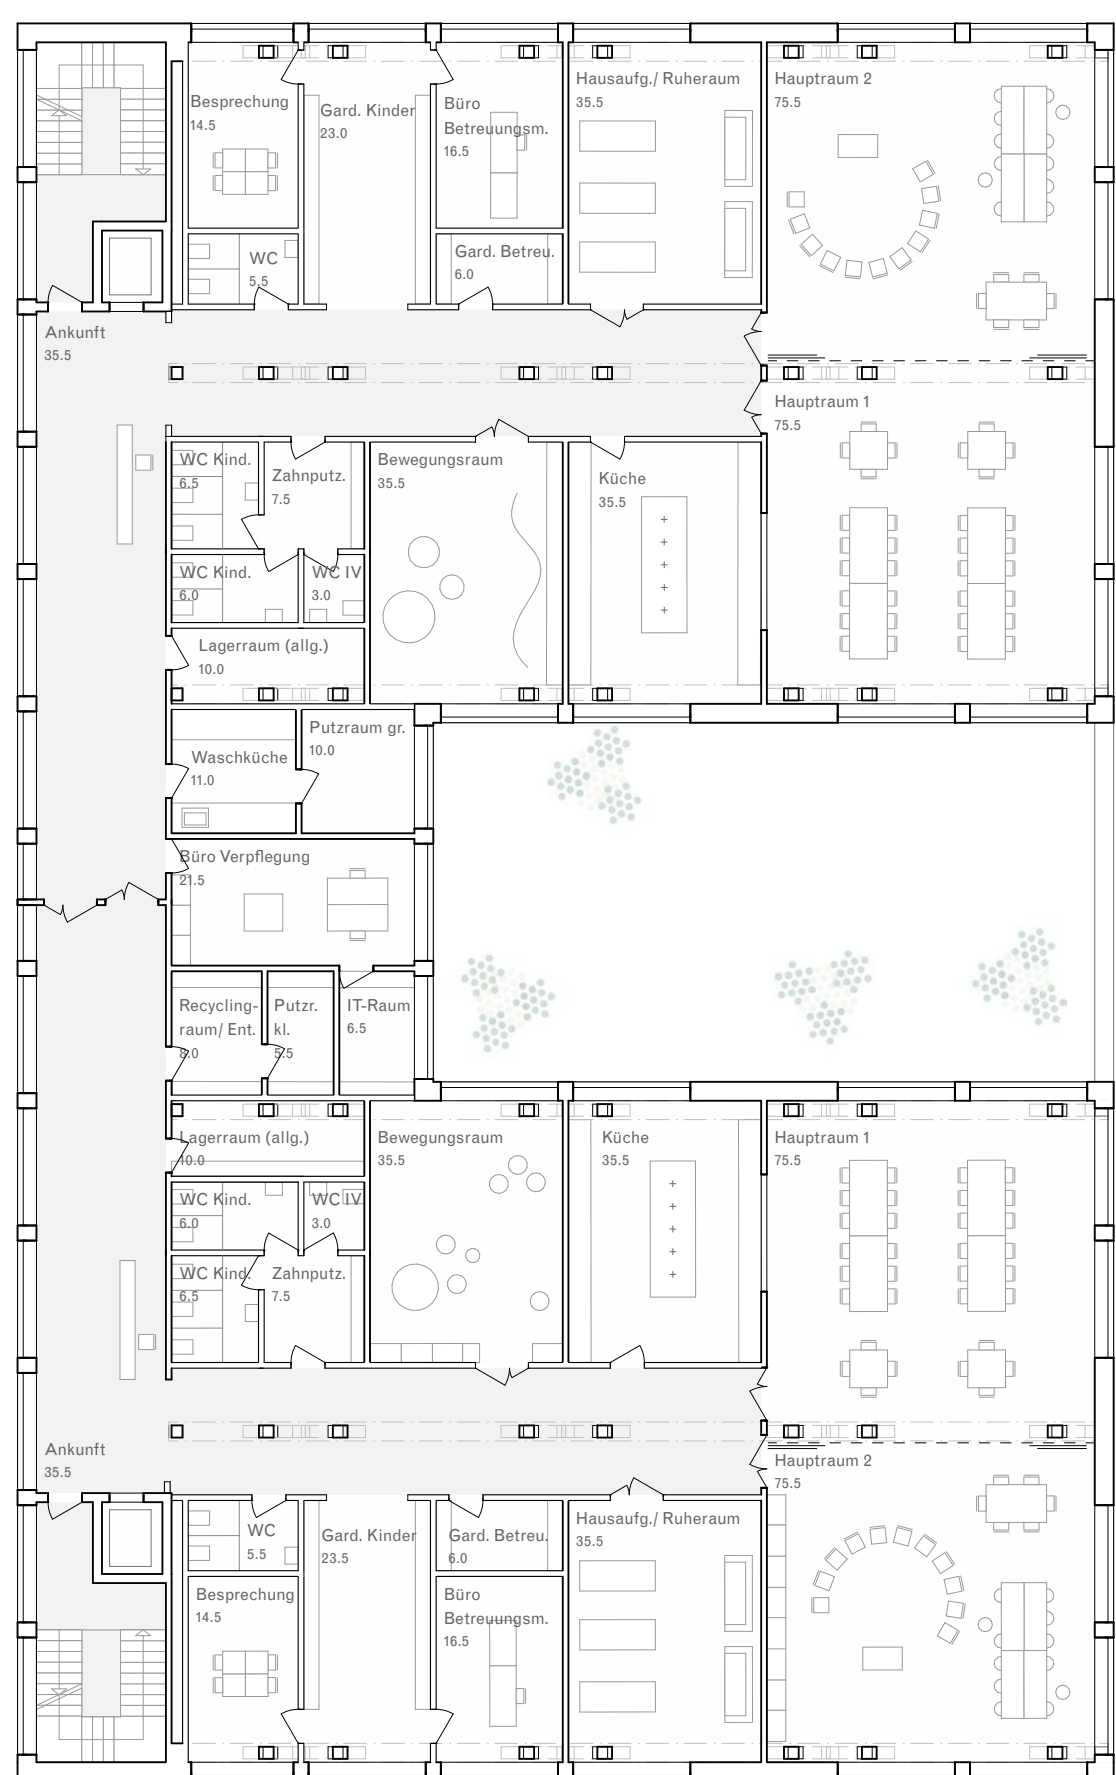 Besprechung
14.5
Gard. Kinder
23.0
Büro
Betreuungsm.
16.5
Hausaufg./ Ruheraum
35.5
Hauptraum 2
75.5
WC
5.5
Gard. Betreu.
6.0
Ankunft
35.5
Hauptraum 1
75.5
WC Kind.
6.5
Zahnputz.
7.5
Bewegungsraum
35.5
Küche
35.5
WC Kind.
6.0
WC IV
3.0
Lagerraum (allg.)
10.0
Waschküche
11.0
Putzraum gr.
10.0
Büro Verpflegung
21.5
Recycling-
raum/ Ent.
8.0
Putzr.
kl.
5.5
IT-Raum
6.5
Lagerraum (allg.)
10.0
Bewegungsraum
35.5
Küche
35.5
Hauptraum 1
75.5
WC Kind.
6.0
WC IV
3.0
WC Kind.
6.5
Zahnputz.
7.5
Ankunft
35.5
Hauptraum 2
75.5
WC
5.5
Gard. Kinder
23.5
Gard. Betreu.
6.0
Hausaufg./ Ruheraum
35.5
Besprechung
14.5
Büro
Betreuungsm.
16.5